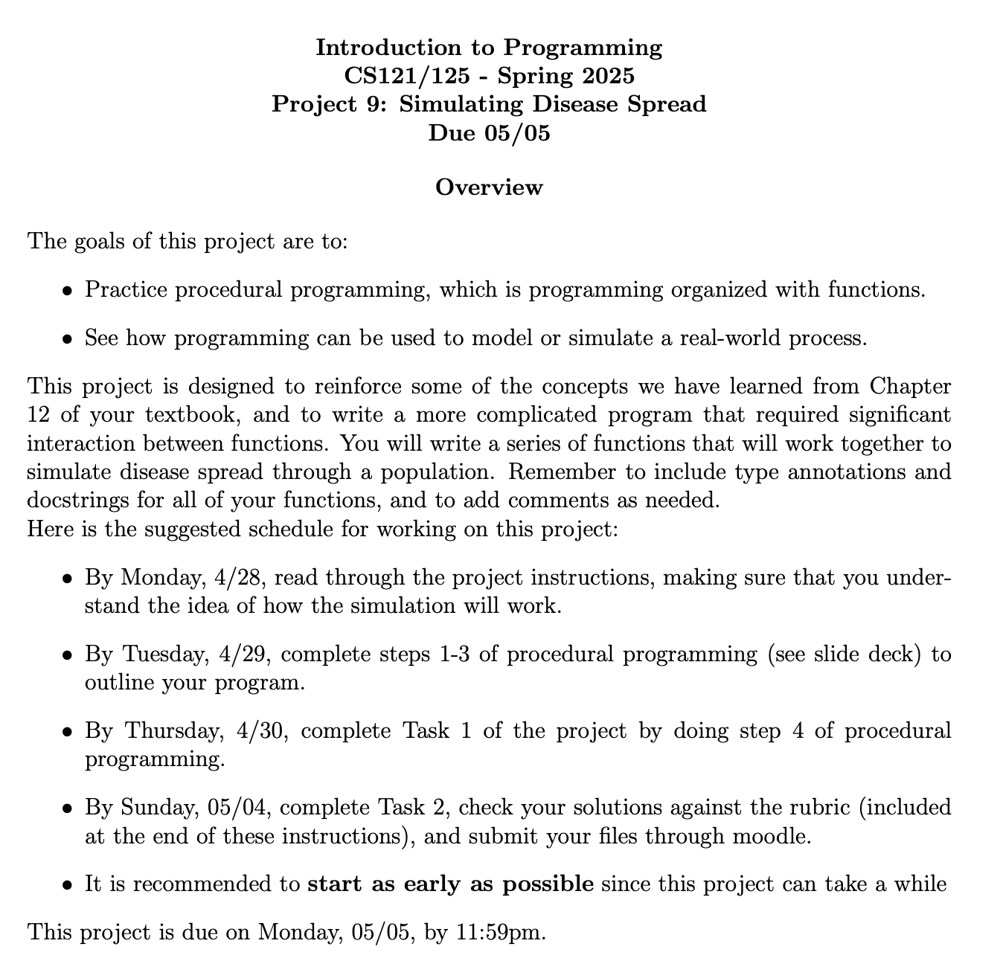 Introduction to Programming
CS121/125 - Spring 2025
Project 9: Simulating Disease Spread
Due 05/05
Overview
The goals of this project are to:
• Practice procedural programming, which is programming organized with functions.
• See how programming can be used to model or simulate a real-world process.
This project is designed to reinforce some of the concepts we have learned from Chapter
12 of your textbook, and to write a more complicated program that required significant
interaction between functions. You will write a series of functions that will work together to
simulate disease spread through a population. Remember to include type annotations and
docstrings for all of your functions, and to add comments as needed.
Here is the suggested schedule for working on this project:
• By Monday, 4/28, read through the project instructions, making sure that you under-
stand the idea of how the simulation will work.
• By Tuesday, 4/29, complete steps 1-3 of procedural programming (see slide deck) to
outline your program.
• By Thursday, 4/30, complete Task 1 of the project by doing step 4 of procedural
programming.
• By Sunday, 05/04, complete Task 2, check your solutions against the rubric (included
at the end of these instructions), and submit your files through moodle.
• It is recommended to start as early as possible since this project can take a while
This project is due on Monday, 05/05, by 11:59pm.